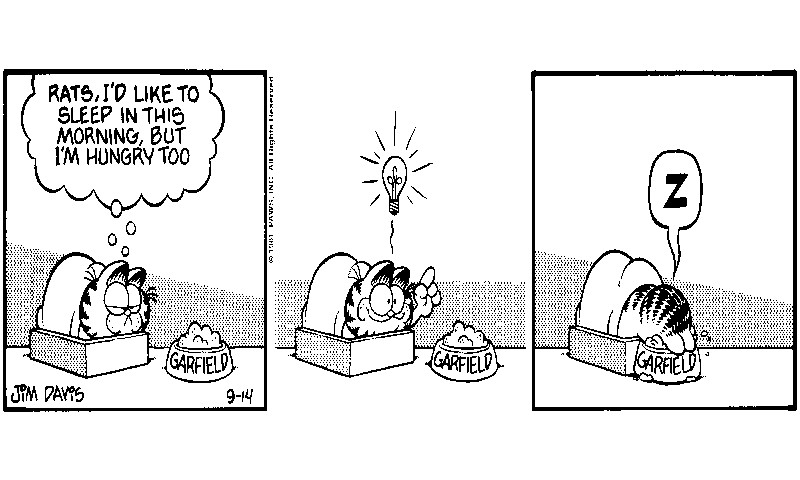 RATS, I'D LIKE TO
SLEEP IN THIS
MORNING, BUT
I'M HUNGRY TOO
GARFIELD
JIM DAVIS
9-14
GARFIELD
Z
GARFIELD